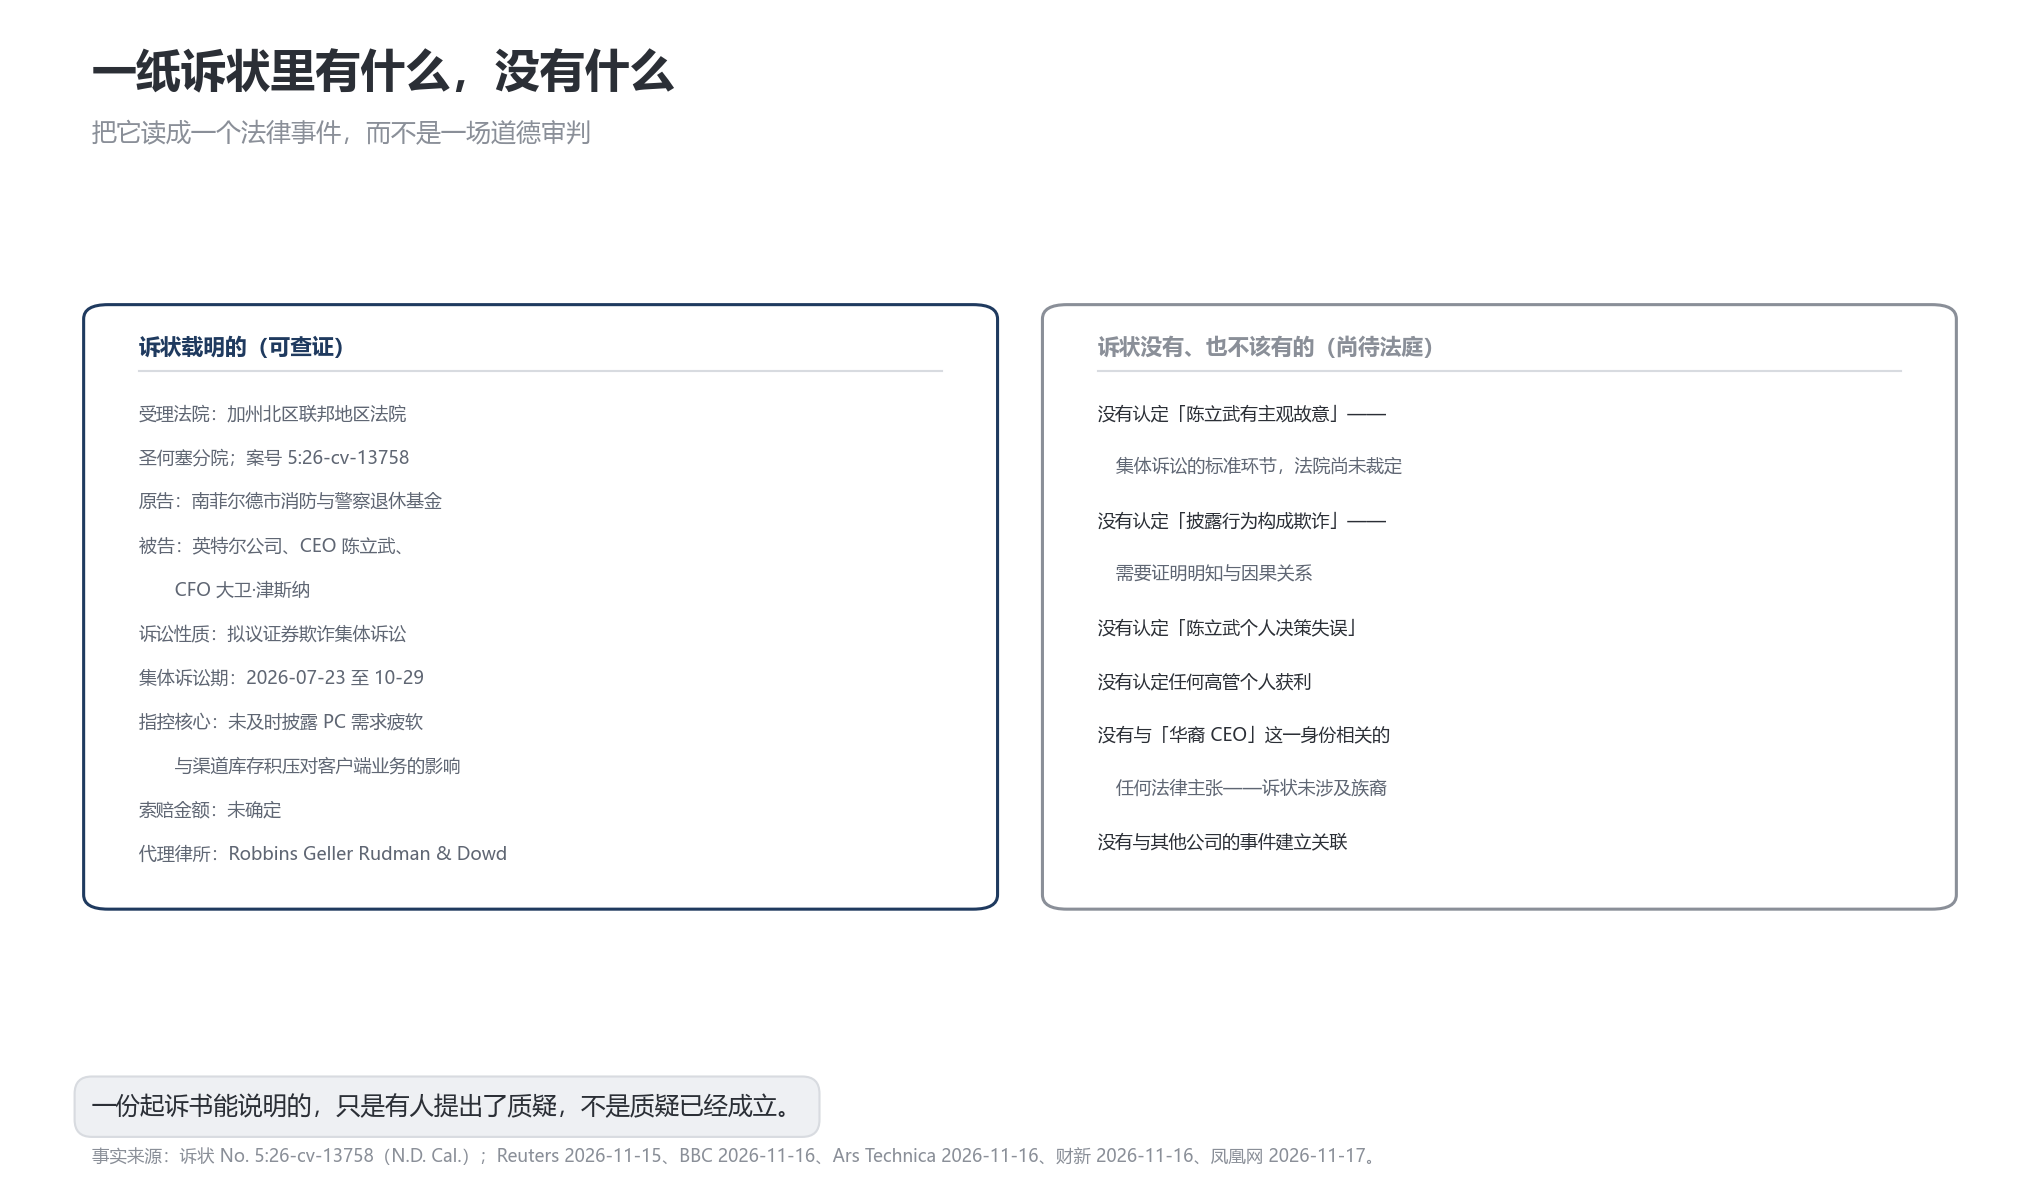 一纸诉状里有什么，没有什么
把它读成一个法律事件，而不是一场道德审判
诉状载明的（可查证）
受理法院：加州北区联邦地区法院
圣何塞分院；案号 5:26-cv-13758
原告：南菲尔德市消防与警察退休基金
被告：英特尔公司、CEO 陈立武、
CFO 大卫·津斯纳
诉讼性质：拟议证券欺诈集体诉讼
集体诉讼期：2026-07-23 至 10-29
指控核心：未及时披露 PC 需求疲软
与渠道库存积压对客户端业务的影响
索赔金额：未确定
代理律所：Robbins Geller Rudman & Dowd
诉状没有、也不该有的（尚待法庭）
没有认定「陈立武有主观故意」——
集体诉讼的标准环节，法院尚未裁定
没有认定「披露行为构成欺诈」——
需要证明明知与因果关系
没有认定「陈立武个人决策失误」
没有认定任何高管个人获利
没有与「华裔 CEO」这一身份相关的
任何法律主张——诉状未涉及族裔
没有与其他公司的事件建立关联
一份起诉书能说明的，只是有人提出了质疑，不是质疑已经成立。
事实来源：诉状 No. 5:26-cv-13758（N.D. Cal.）；Reuters 2026-11-15、BBC 2026-11-16、Ars Technica 2026-11-16、财新 2026-11-16、凤凰网 2026-11-17。